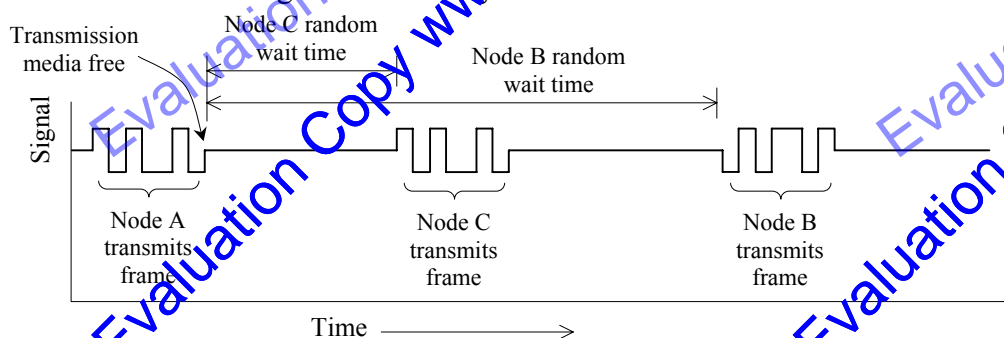 Node C random
wait time
Transmission
media free
Node B random
wait time
Signal
Node A
transmits
frame
Node C
transmits
frame
Node B
transmits
frame
Time
Evaluation
Evaluation Copy ww
Evalu
Evaluation